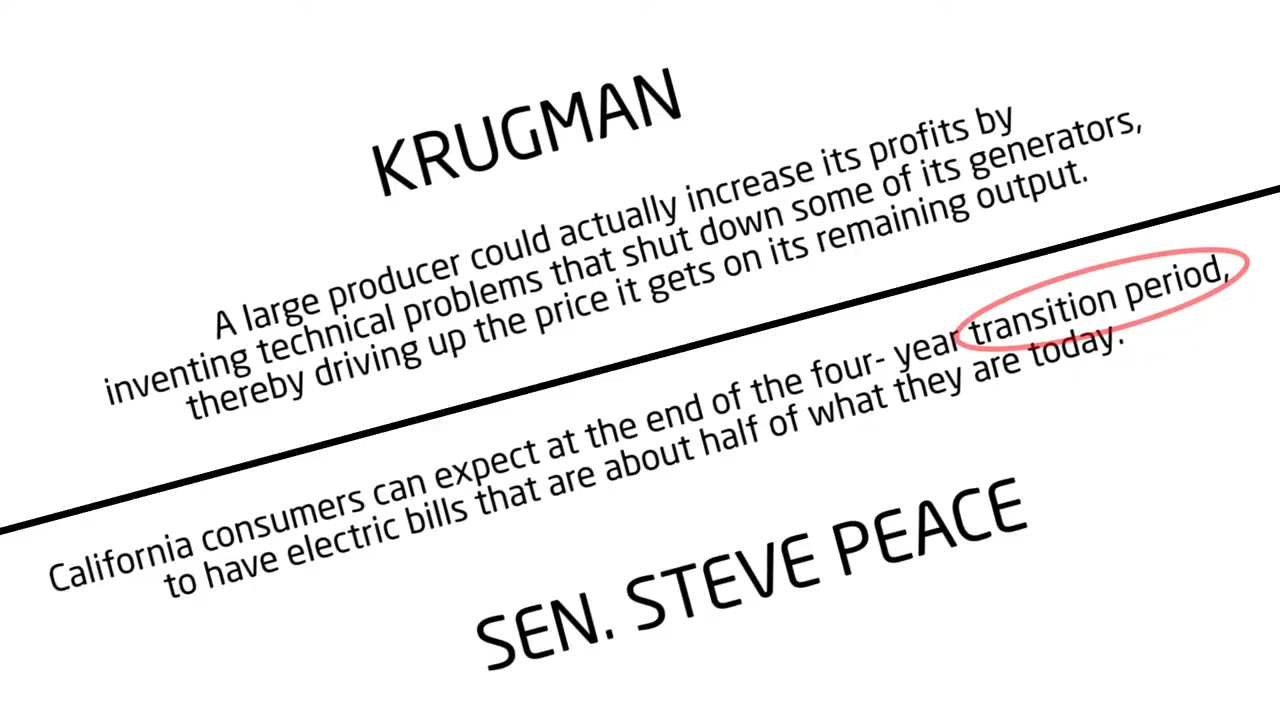 KRUGMAN
A large producer could actually increase its profits by
inventing technical problems that shut down some of its generators,
thereby driving up the price it gets on its remaining output.
California consumers can expect at the end of the four- year transition period,
to have electric bills that are about half of what they are today.
SEN. STEVE PEACE